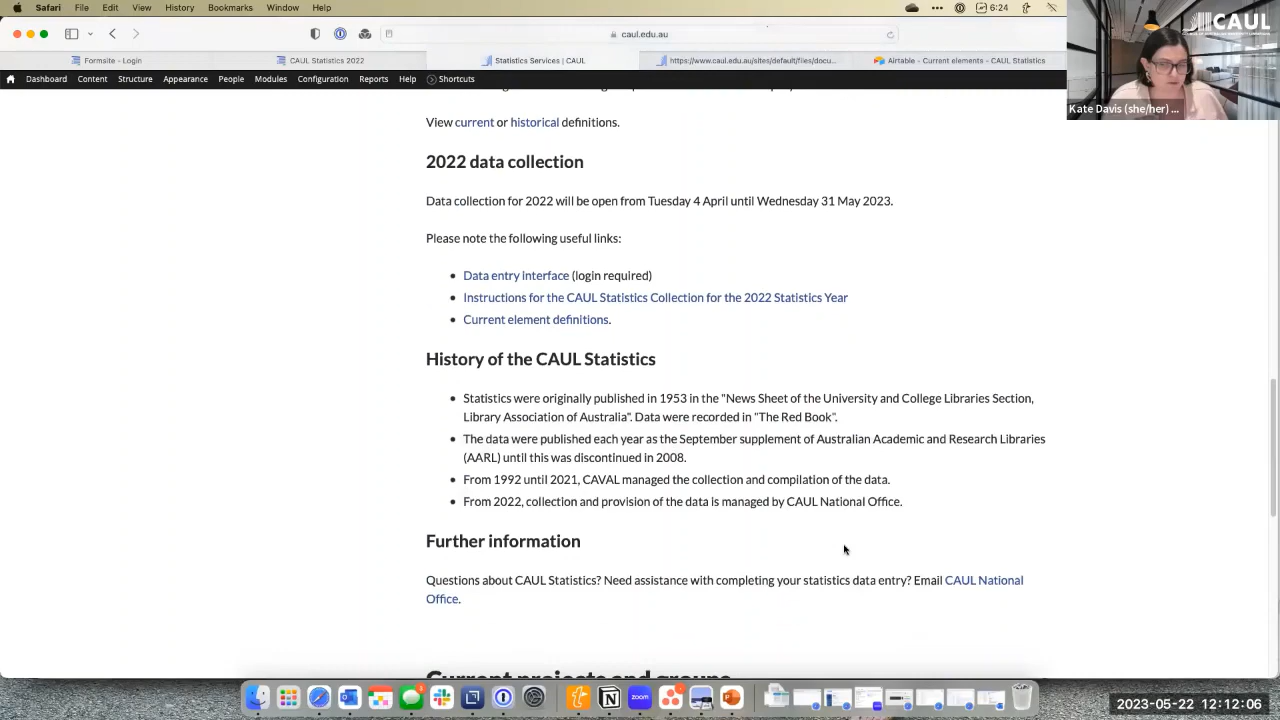 Safari File Edit View History Bookmarks Window Help 6:24
caul.edu.au
Formsite - Login CAUL Statistics 2022 Statistics Services | CAUL https://www.caul.edu.au/sites/default/files/docu... Airtable - Current elements - CAUL Statistics
Dashboard Content Structure Appearance People Modules Configuration Reports Help Shortcuts
CAUL
Kate Davis (she/her) ...
View current or historical definitions.
2022 data collection
Data collection for 2022 will be open from Tuesday 4 April until Wednesday 31 May 2023.
Please note the following useful links:
Data entry interface (login required)
Instructions for the CAUL Statistics Collection for the 2022 Statistics Year
Current element definitions.
History of the CAUL Statistics
Statistics were originally published in 1953 in the "News Sheet of the University and College Libraries Section,
Library Association of Australia". Data were recorded in "The Red Book".
The data were published each year as the September supplement of Australian Academic and Research Libraries
(AARL) until this was discontinued in 2008.
From 1992 until 2021, CAVAL managed the collection and compilation of the data.
From 2022, collection and provision of the data is managed by CAUL National Office.
Further information
Questions about CAUL Statistics? Need assistance with completing your statistics data entry? Email CAUL National
Office.
Current projects and groups
zoom
2023-05-22 12:12:06